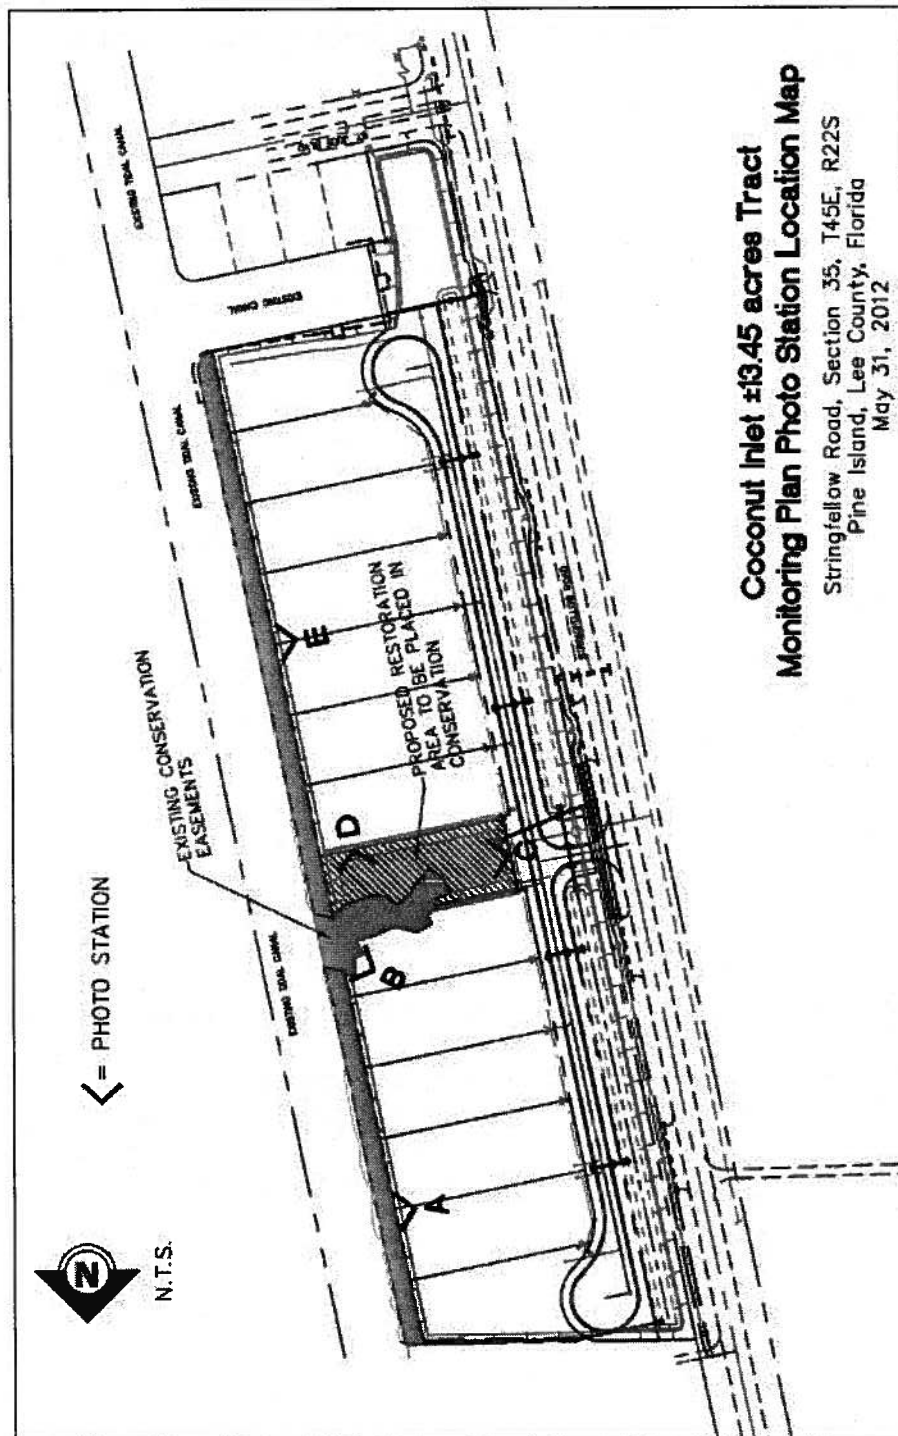 N
N.T.S.
= PHOTO STATION
EXISTING CONSERVATION
EASEMENTS
EXISTING TIDAL CANAL
EXISTING TIDAL CANAL
EXISTING TIDAL CANAL
EXISTING CANAL
A
B
C
D
E
PROPOSED RESTORATION
AREA TO BE PLACED IN
CONSERVATION
STRINGFELLOW ROAD
Coconut Inlet ±13.45 acres Tract
Monitoring Plan Photo Station Location Map
Stringfellow Road, Section 35, T45E, R22S
Pine Island, Lee County, Florida
May 31, 2012